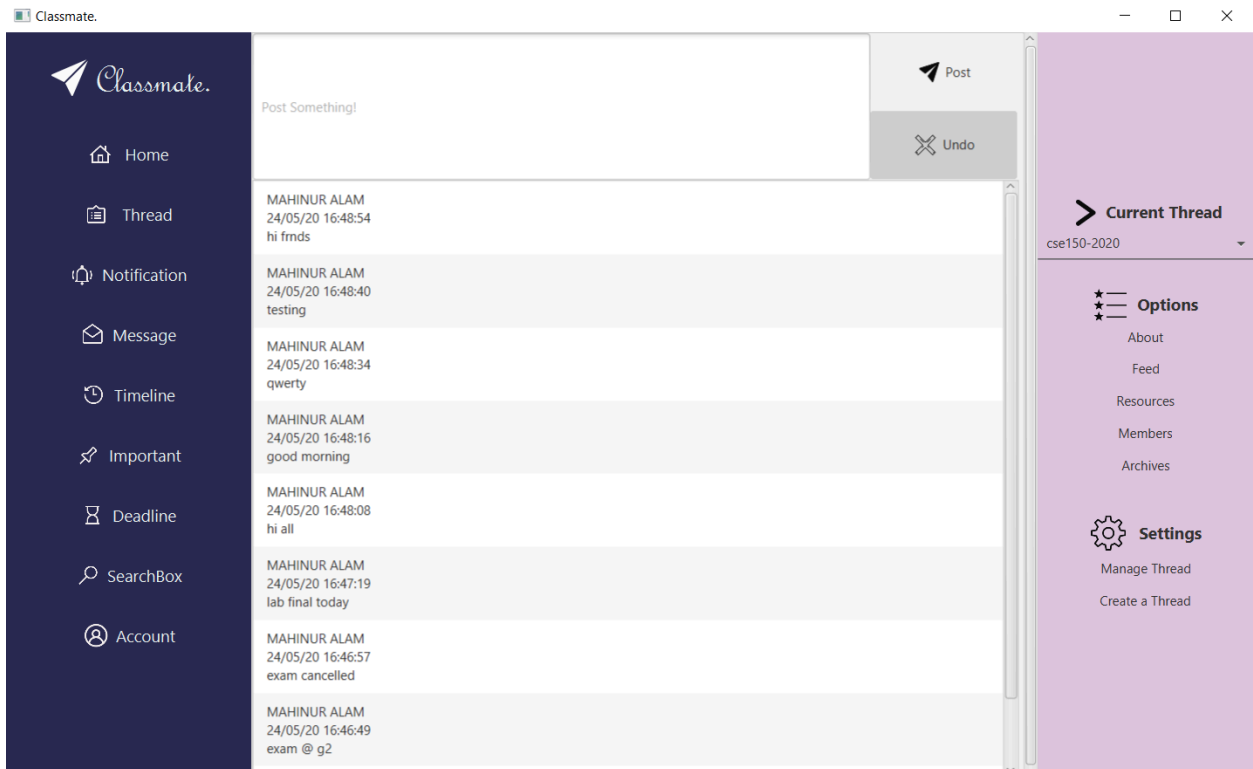 Classmate.
Classmate.
Home
Thread
Notification
Message
Timeline
Important
Deadline
SearchBox
Account
Post Something!
Post
Undo
MAHINUR ALAM
24/05/20 16:48:54
hi frnds
MAHINUR ALAM
24/05/20 16:48:40
testing
MAHINUR ALAM
24/05/20 16:48:34
qwerty
MAHINUR ALAM
24/05/20 16:48:16
good morning
MAHINUR ALAM
24/05/20 16:48:08
hi all
MAHINUR ALAM
24/05/20 16:47:19
lab final today
MAHINUR ALAM
24/05/20 16:46:57
exam cancelled
MAHINUR ALAM
24/05/20 16:46:49
exam @ g2
Current Thread
cse150-2020
Options
About
Feed
Resources
Members
Archives
Settings
Manage Thread
Create a Thread